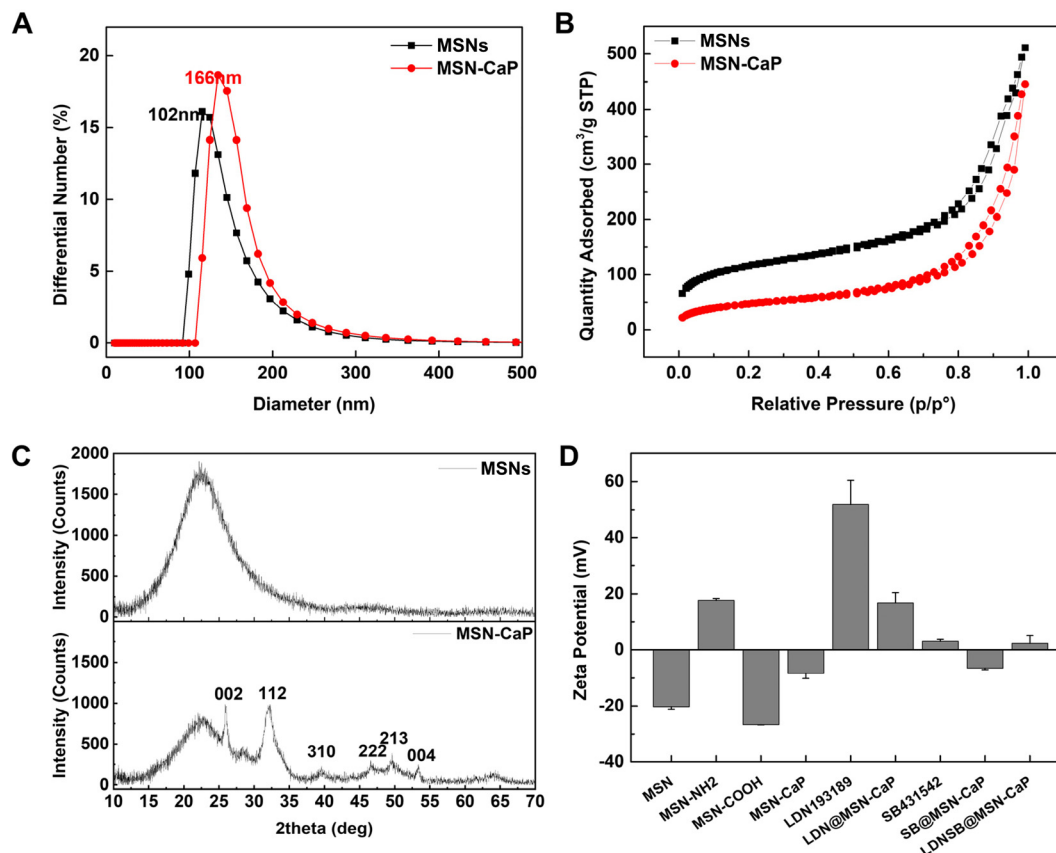 A
MSNs
MSN-CaP
166nm
102nm
20
15
10
5
0
Differential Number (%)
0 100 200 300 400 500
Diameter (nm)
B
MSNs
MSN-CaP
500
400
300
200
100
0
Quantity Adsorbed (cm³/g STP)
0.0 0.2 0.4 0.6 0.8 1.0
Relative Pressure (p/p°)
C
2000
1500
1000
500
0
Intensity (Counts)
MSNs
MSN-CaP
1500
1000
500
0
Intensity (Counts)
002
112
310
222
213
004
10 15 20 25 30 35 40 45 50 55 60 65 70
2theta (deg)
D
60
40
20
0
-20
-40
Zeta Potential (mV)
MSN
MSN-NH2
MSN-COOH
MSN-CaP
LDN193189
LDN@MSN-CaP
SB431542
SB@MSN-CaP
LDNSB@MSN-CaP